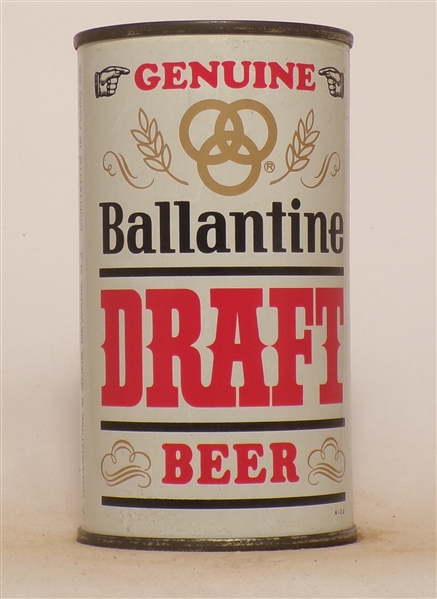 GENUINE
®
Ballantine
DRAFT
BEER